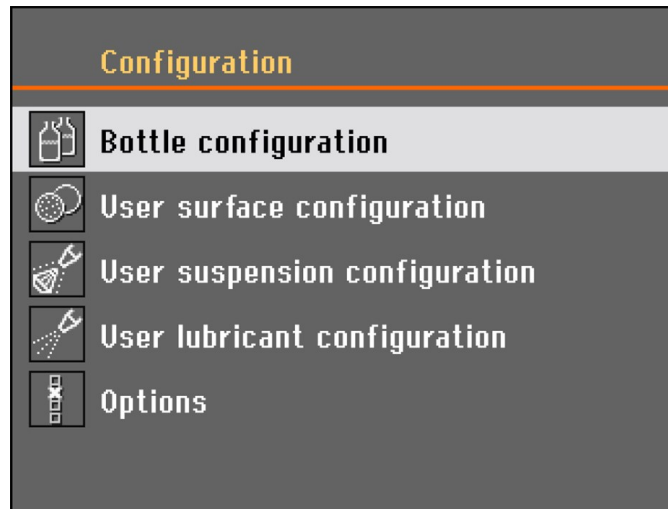 Configuration
Bottle configuration
User surface configuration
User suspension configuration
User lubricant configuration
Options